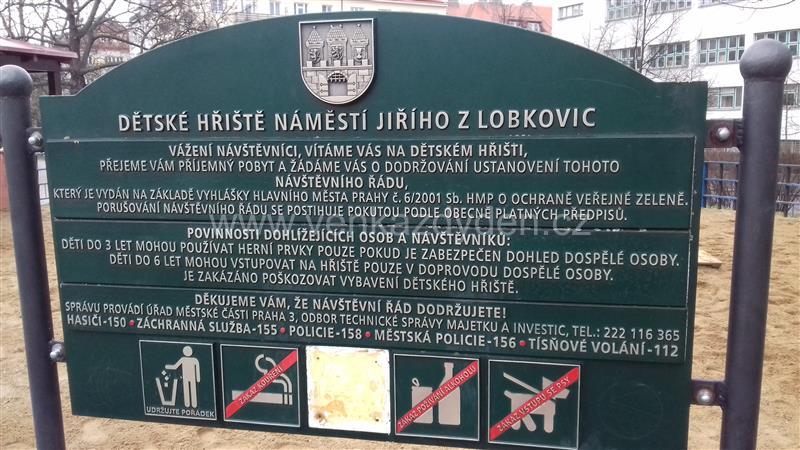 DĚTSKÉ HŘIŠTĚ NÁMĚSTÍ JIŘÍHO Z LOBKOVIC
VÁŽENÍ NÁVŠTĚVNÍCI, VÍTÁME VÁS NA DĚTSKÉM HŘIŠTI,
PŘEJEME VÁM PŘÍJEMNÝ POBYT A ŽÁDÁME VÁS O DODRŽOVÁNÍ USTANOVENÍ TOHOTO
NÁVŠTĚVNÍHO ŘÁDU,
KTERÝ JE VYDÁN NA ZÁKLADĚ VYHLÁŠKY HLAVNÍHO MĚSTA PRAHY č. 6/2001 Sb. HMP O OCHRANĚ VEŘEJNÉ ZELENĚ.
PORUŠOVÁNÍ NÁVŠTĚVNÍHO ŘÁDU SE POSTIHUJE POKUTOU PODLE OBECNĚ PLATNÝCH PŘEDPISŮ.
www.venkazdyden.cz
POVINNOSTI DOHLÍŽEJÍCÍCH OSOB A NÁVŠTĚVNÍKŮ:
DĚTI DO 3 LET MOHOU POUŽÍVAT HERNÍ PRVKY POUZE POKUD JE ZABEZPEČEN DOHLED DOSPĚLÉ OSOBY.
DĚTI DO 6 LET MOHOU VSTUPOVAT NA HŘIŠTĚ POUZE V DOPROVODU DOSPĚLÉ OSOBY.
JE ZAKÁZÁNO POŠKOZOVAT VYBAVENÍ DĚTSKÉHO HŘIŠTĚ.
DĚKUJEME VÁM, ŽE NÁVŠTĚVNÍ ŘÁD DODRŽUJETE!
SPRÁVU PROVÁDÍ ÚŘAD MĚSTSKÉ ČÁSTI PRAHA 3, ODBOR TECHNICKÉ SPRÁVY MAJETKU A INVESTIC, TEL.: 222 116 365
HASIČI-150 • ZÁCHRANNÁ SLUŽBA-155 • POLICIE-158 • MĚSTSKÁ POLICIE-156 • TÍSŇOVÉ VOLÁNÍ-112
UDRŽUJTE POŘÁDEK
ZÁKAZ KOUŘENÍ
ZÁKAZ POŽÍVÁNÍ ALKOHOLU
ZÁKAZ VSTUPU SE PSY